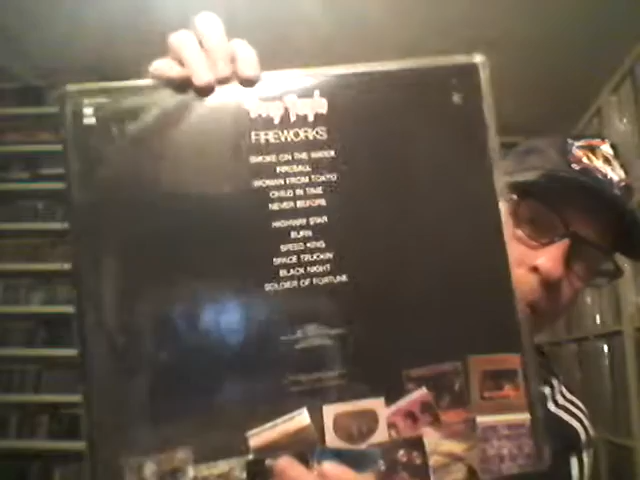 Deep Purple
FIREWORKS
SMOKE ON THE WATER
FIREBALL
WOMAN FROM TOKYO
CHILD IN TIME
NEVER BEFORE
HIGHWAY STAR
BURN
SPEED KING
SPACE TRUCKIN'
BLACK NIGHT
SOLDIER OF FORTUNE